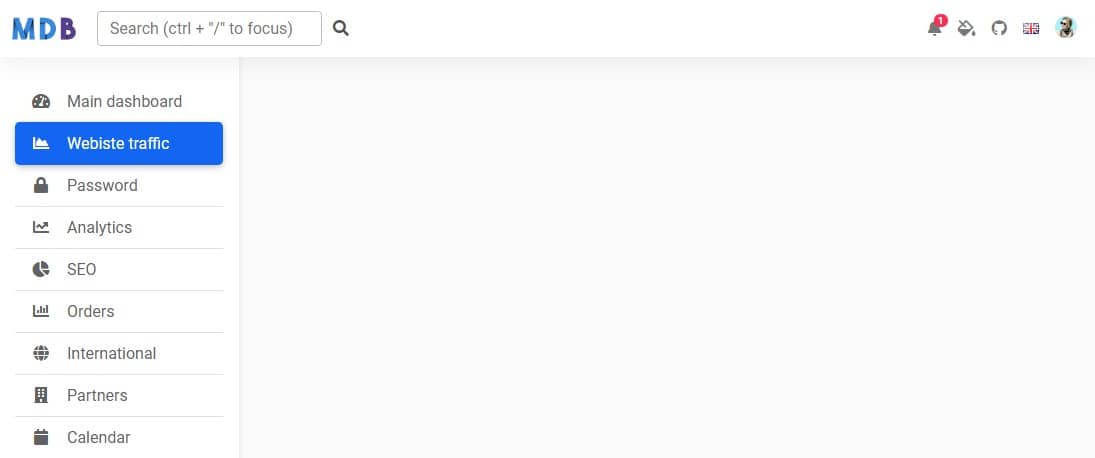 MDB
Search (ctrl + "/" to focus)
1
Main dashboard
Webiste traffic
Password
Analytics
SEO
Orders
International
Partners
Calendar